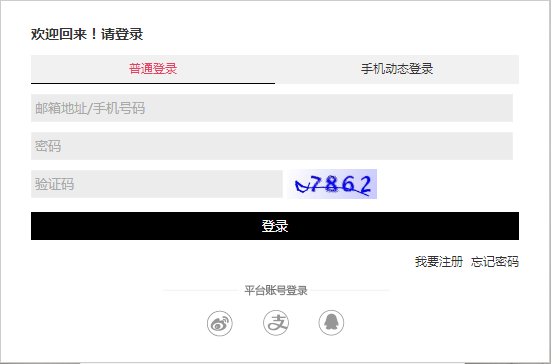 欢迎回来！请登录
普通登录 手机动态登录
邮箱地址/手机号码
密码
验证码 7862
登录
我要注册 忘记密码
平台账号登录
支